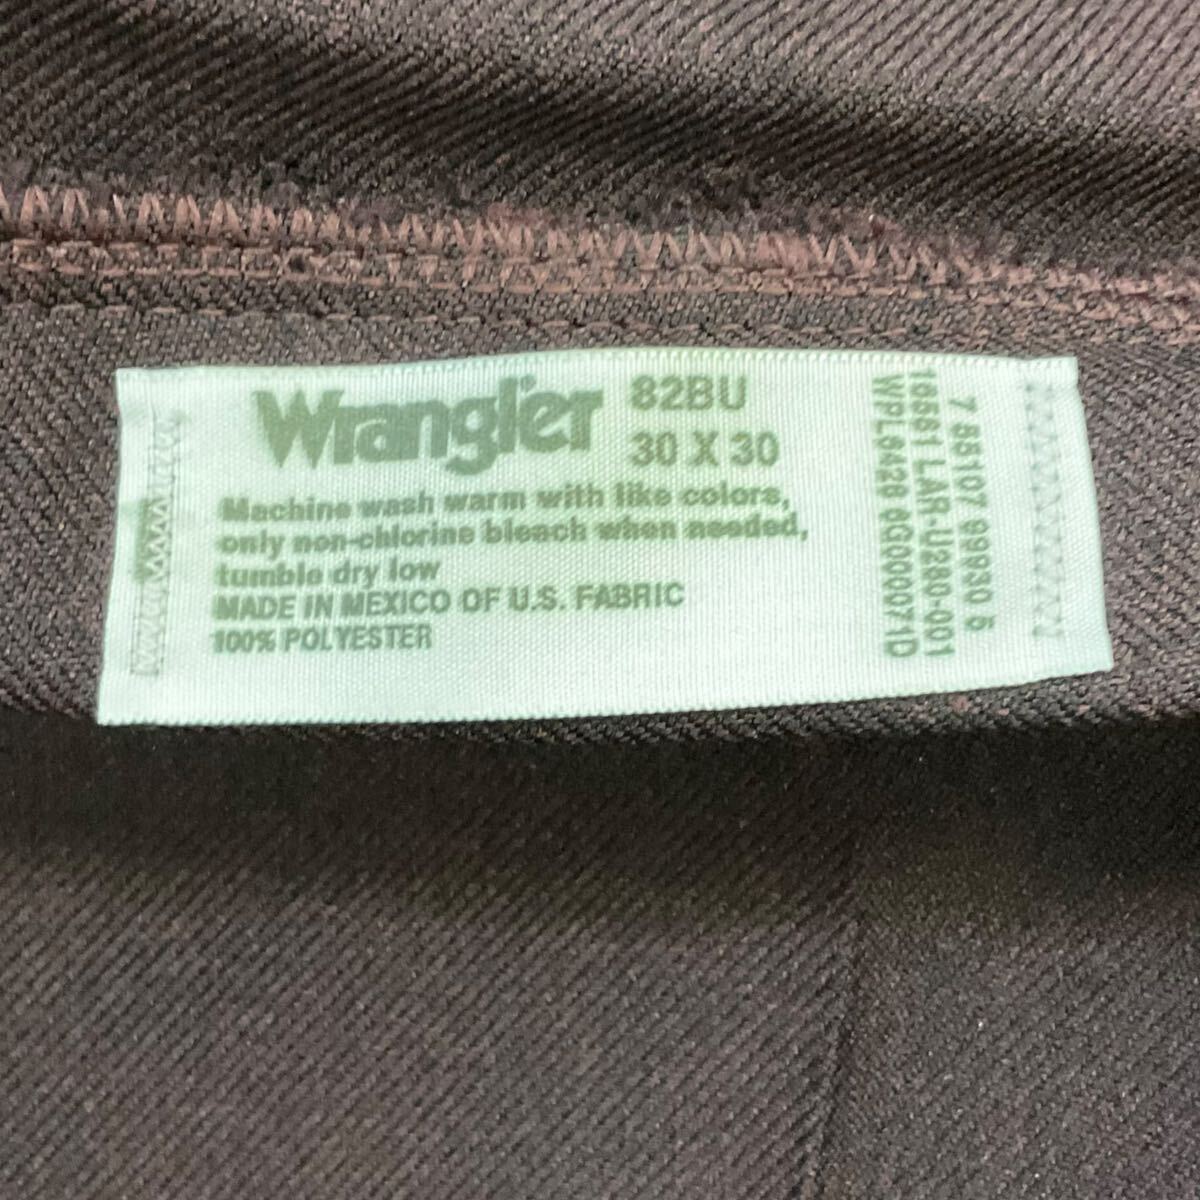 Wrangler
82BU
30 X 30
Machine wash warm with like colors,
only non-chlorine bleach when needed,
tumble dry low
MADE IN MEXICO OF U.S. FABRIC
100% POLYESTER
7 85107 99930 5
16561 LAR-U280-001
WPL6428 6G000071D